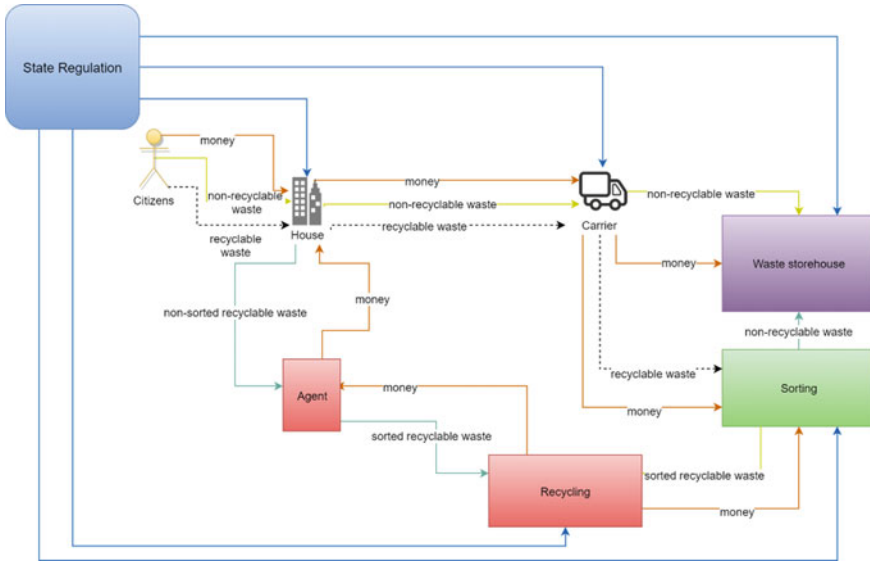 State Regulation
money
Citizens
non-recyclable
waste
recyclable
waste
House
money
non-recyclable waste
recyclable waste
Carrier
non-recyclable waste
money
Waste storehouse
non-sorted recyclable waste
money
non-recyclable waste
recyclable waste
Sorting
money
Agent
money
sorted recyclable waste
Recycling
sorted recyclable waste
money